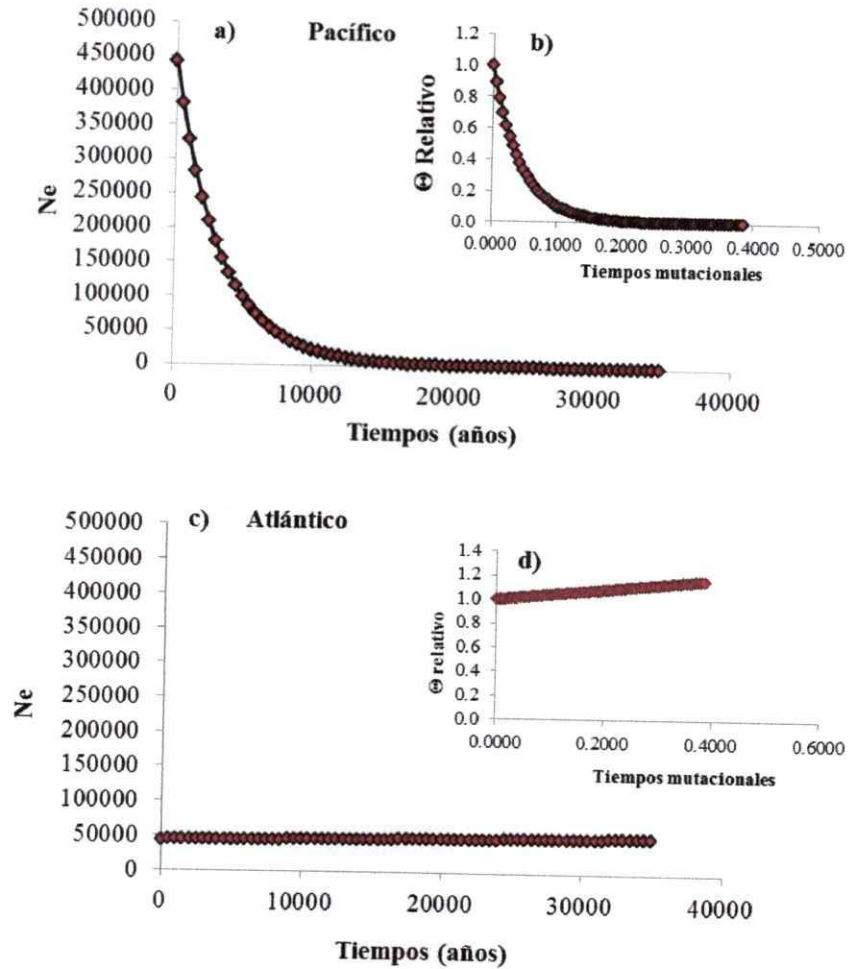 a) Pacífico
500000
450000
400000
350000
300000
250000
200000
150000
100000
50000
0
Ne
0 10000 20000 30000 40000
Tiempos (años)
b)
1.2
1.0
0.8
0.6
0.4
0.2
0.0
Θ Relativo
0.0000 0.1000 0.2000 0.3000 0.4000 0.5000
Tiempos mutacionales
c) Atlántico
500000
450000
400000
350000
300000
250000
200000
150000
100000
50000
0
Ne
0 10000 20000 30000 40000
Tiempos (años)
d)
1.4
1.2
1.0
0.8
0.6
0.4
0.2
0.0
Θ relativo
0.0000 0.2000 0.4000 0.6000
Tiempos mutacionales